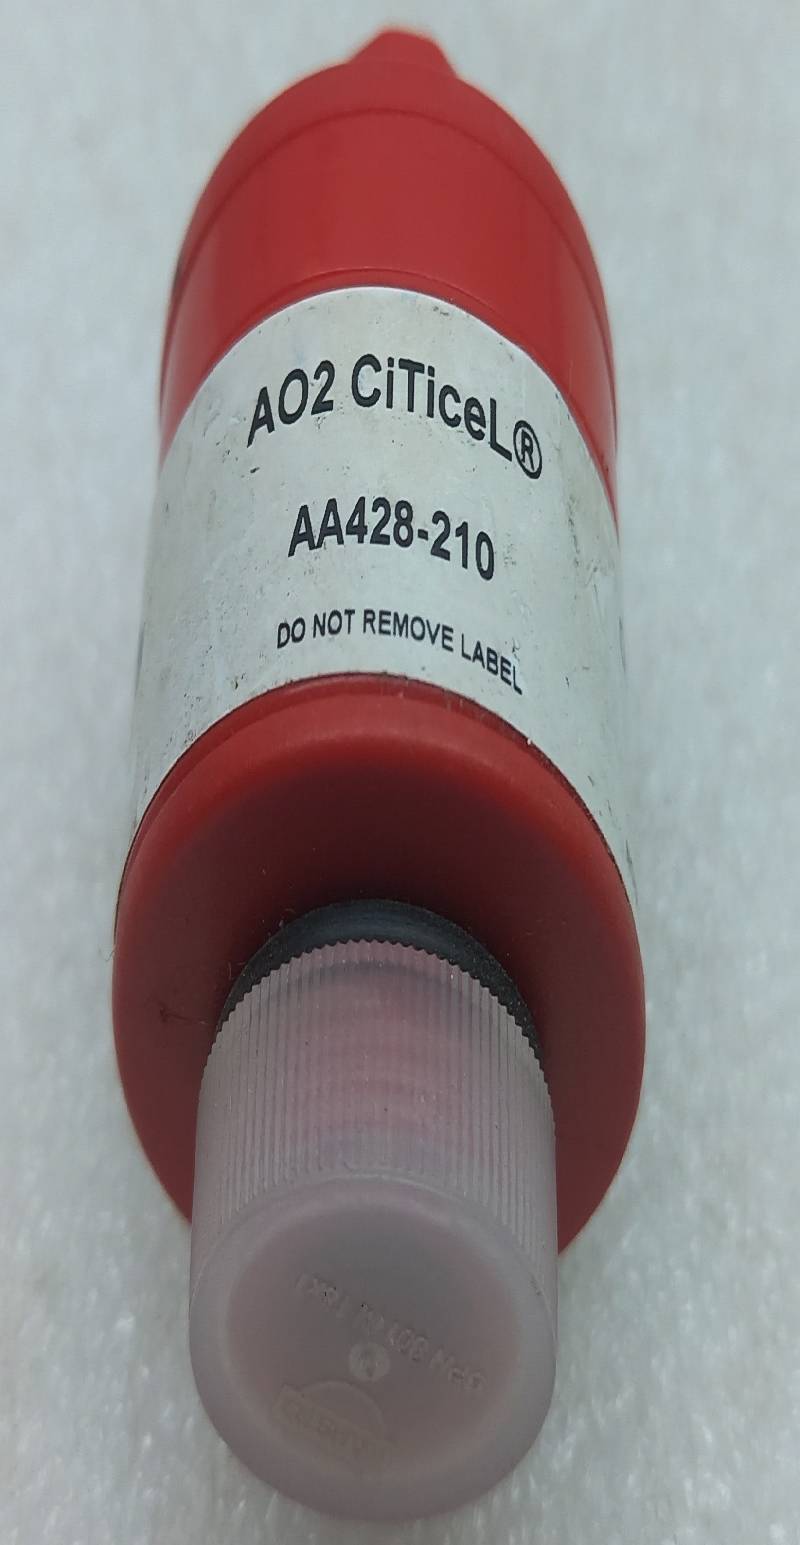 AO2 CiTiceL®
AA428-210
DO NOT REMOVE LABEL